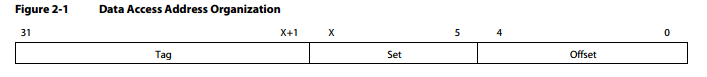 Figure 2-1 Data Access Address Organization
31 X+1 X 5 4 0
Tag Set Offset